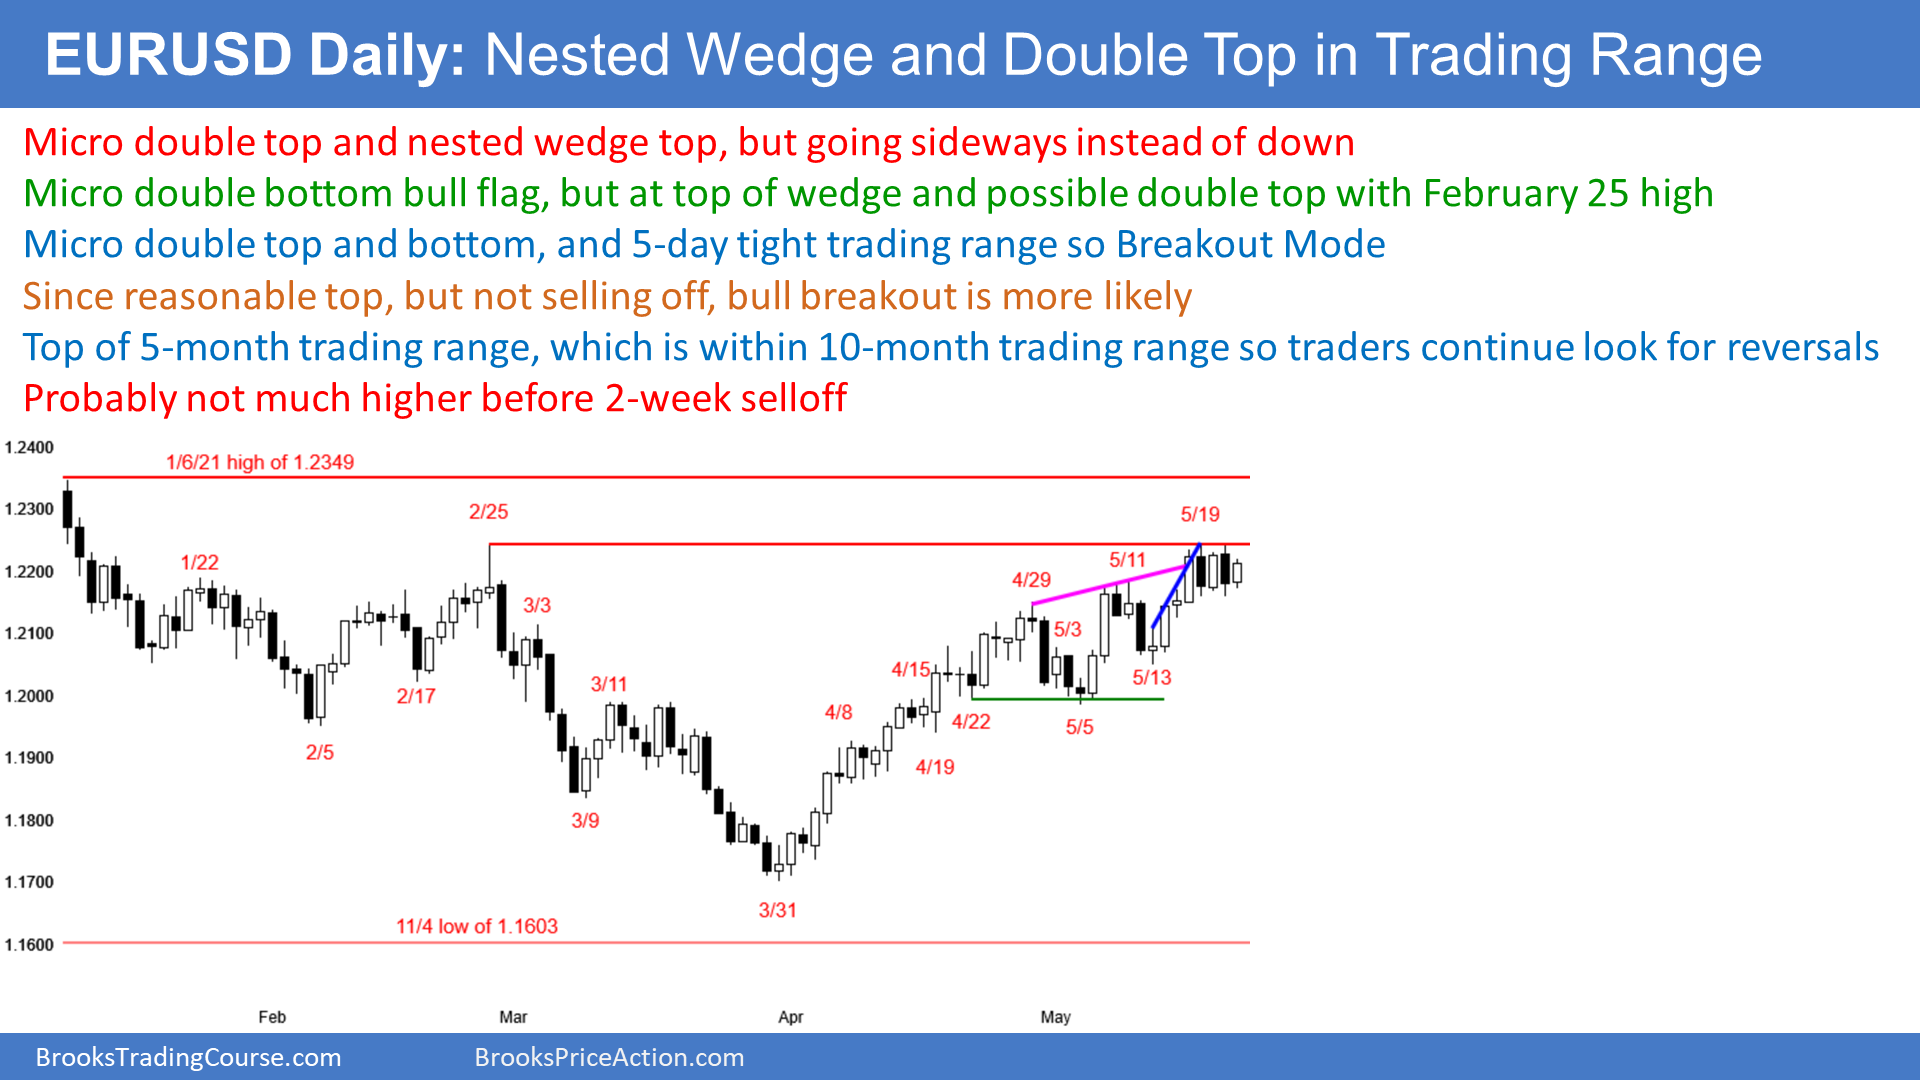 EURUSD Daily: Nested Wedge and Double Top in Trading Range
Micro double top and nested wedge top, but going sideways instead of down
Micro double bottom bull flag, but at top of wedge and possible double top with February 25 high
Micro double top and bottom, and 5-day tight trading range so Breakout Mode
Since reasonable top, but not selling off, bull breakout is more likely
Top of 5-month trading range, which is within 10-month trading range so traders continue look for reversals
Probably not much higher before 2-week selloff
1.2400
1/6/21 high of 1.2349
1.2300
2/25
5/19
1/22
5/11
1.2200
4/29
3/3
1.2100
5/3
4/15
5/13
3/11
2/17
1.2000
4/8
4/22
5/5
2/5
1.1900
4/19
3/9
1.1800
1.1700
3/31
11/4 low of 1.1603
1.1600
Feb Mar Apr May
BrooksTradingCourse.com BrooksPriceAction.com